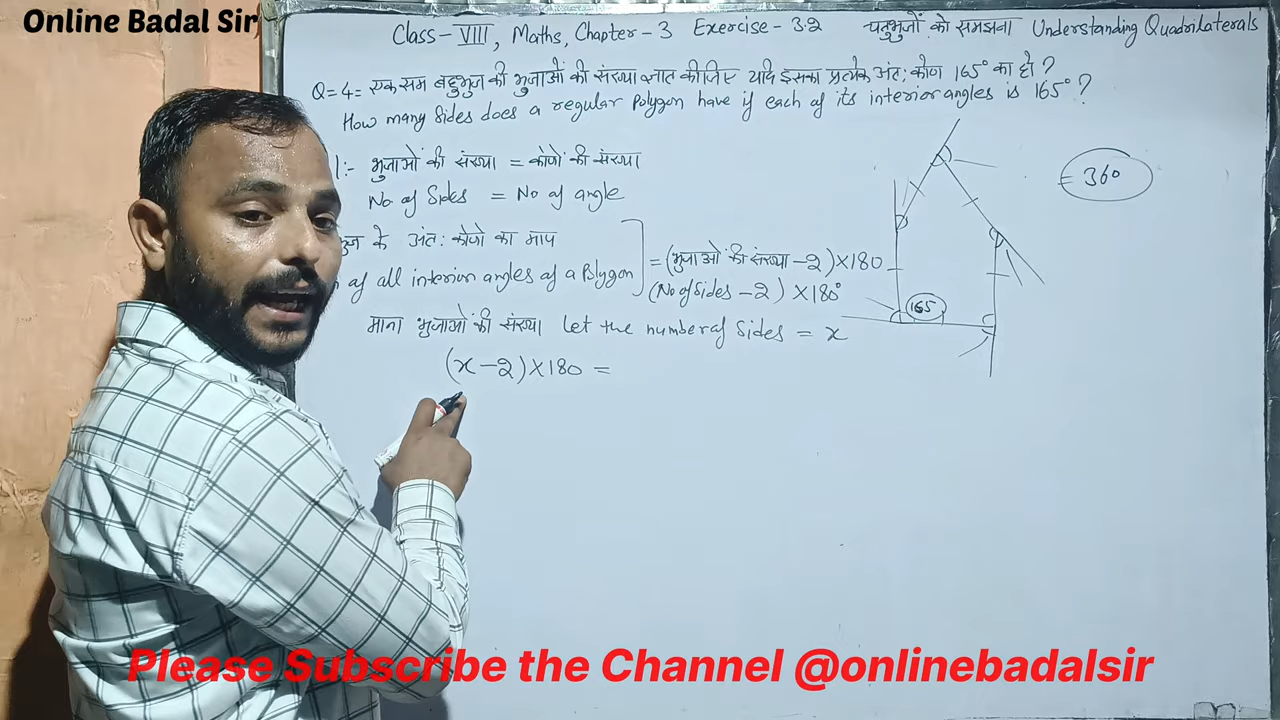 Online Badal Sir
Class-VIII, Maths, Chapter-3 Exercise-3.2 चतुर्भुजों को समझना Understanding Quadrilaterals
Q=4= एक सम बहुभुज की भुजाओं की संख्या ज्ञात कीजिए यदि इसका प्रत्येक अंतः कोण 165° का हो?
How many Sides does a regular Polygon have if each of its interior angles is 165°?
:- भुजाओं की संख्या = कोणों की संख्या
No of Sides = No of angle
के अंतः कोणों का माप
of all interior angles of a Polygon
= (भुजाओं की संख्या -2)×180
(No of Sides -2) ×180°
माना भुजाओं की संख्या let the number of Sides = x
(x-2)×180 =
165
= 360
Please Subscribe the Channel @onlinebadalsir